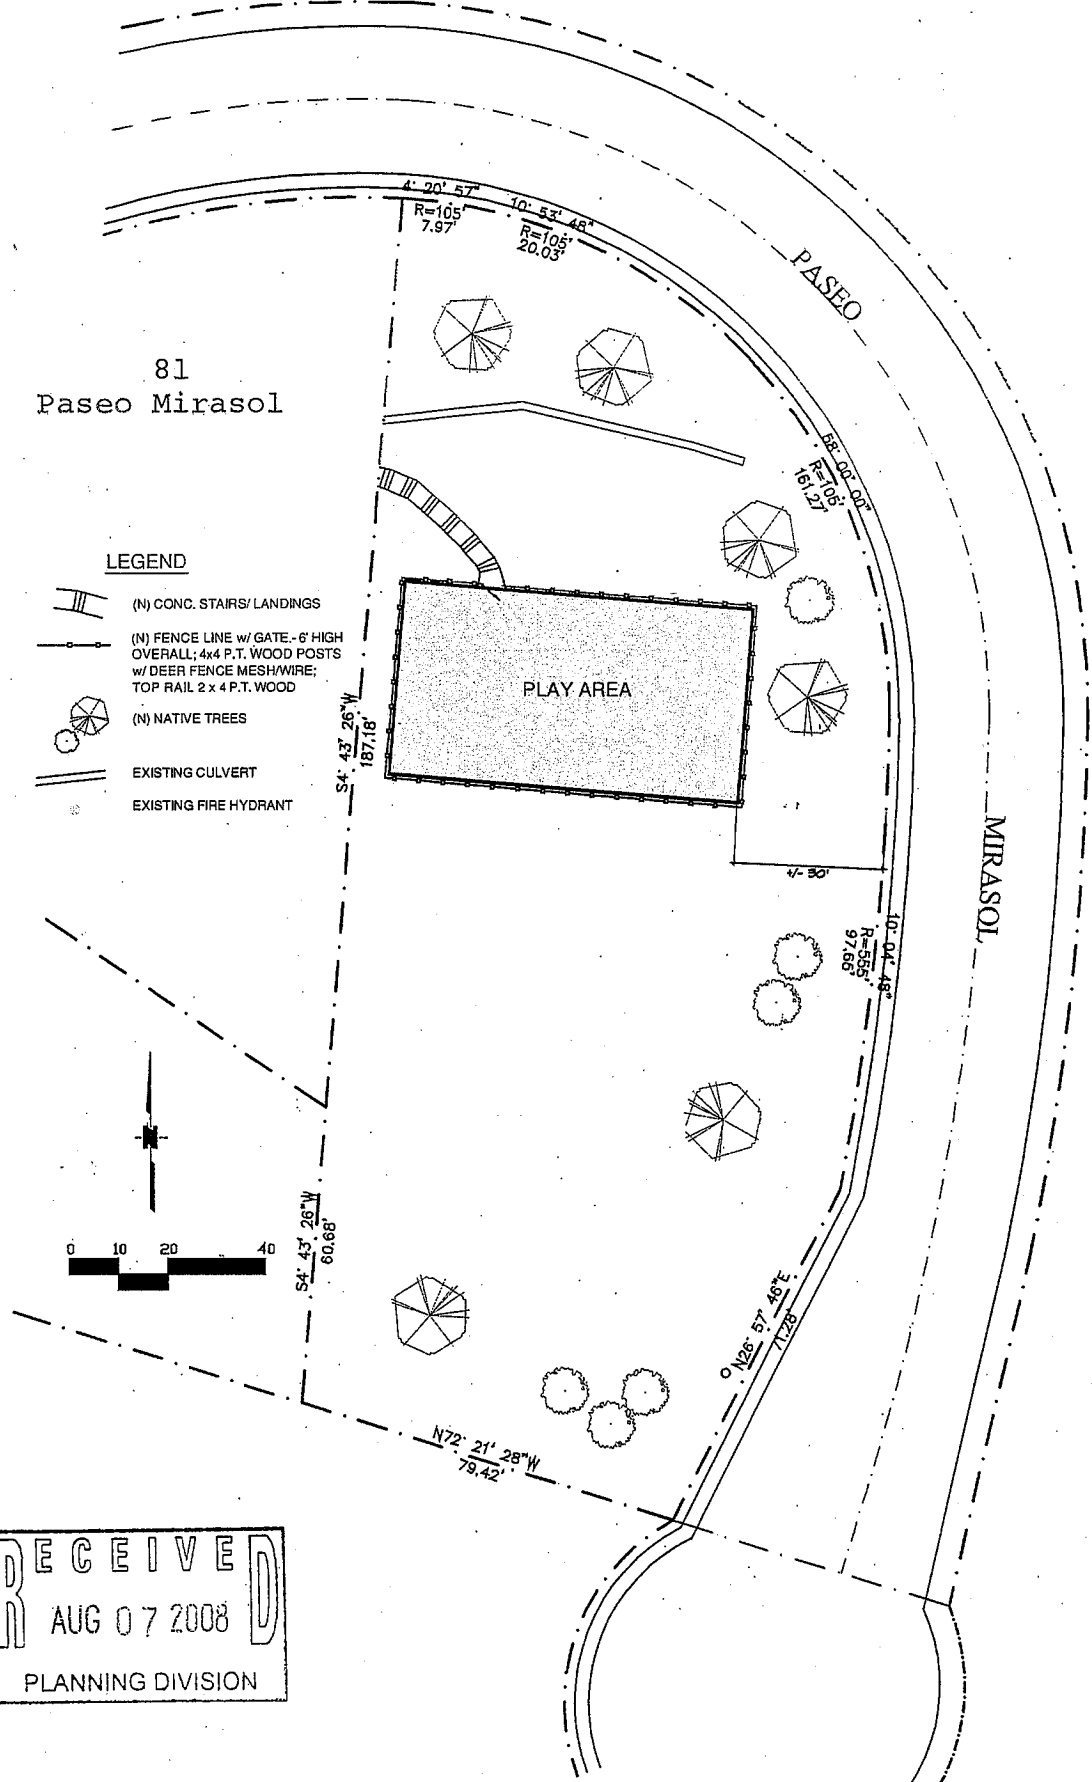 4° 20' 57"
R=105'
7.97'
10° 53' 48"
R=105'
20.03'
PASEO
81
Paseo Mirasol
68° 00' 00"
R=105'
161.27'
LEGEND
(N) CONC. STAIRS/ LANDINGS
(N) FENCE LINE w/ GATE.- 6' HIGH
OVERALL; 4x4 P.T. WOOD POSTS
w/ DEER FENCE MESH/WIRE;
TOP RAIL 2 x 4 P.T. WOOD
(N) NATIVE TREES
EXISTING CULVERT
EXISTING FIRE HYDRANT
PLAY AREA
S4° 43' 26"W
187.18'
+/- 30'
MIRASOL
10° 04' 48"
R=555'
97.66'
N
0 10 20 40
S4° 43' 26"W
60.68'
N26° 57' 46"E
71.28'
N72° 21' 28"W
79.42'
RECEIVED
AUG 07 2008
PLANNING DIVISION